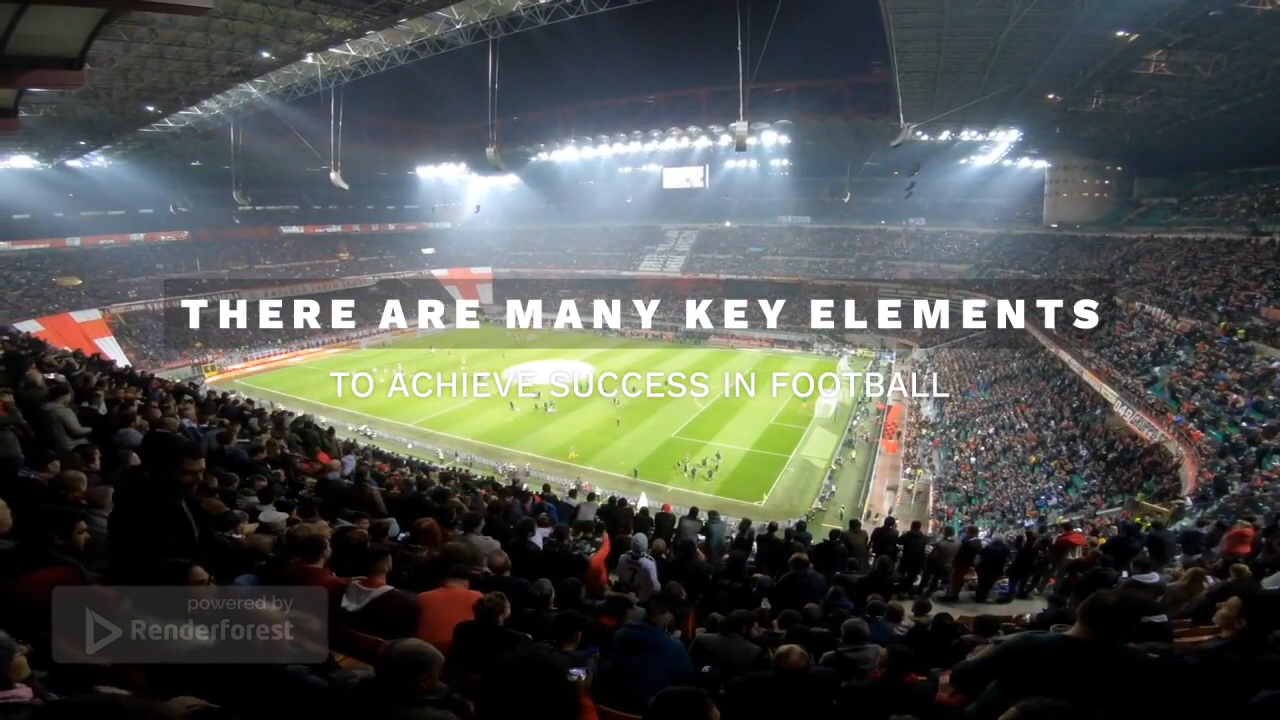 THERE ARE MANY KEY ELEMENTS
TO ACHIEVE SUCCESS IN FOOTBALL
powered by
Renderforest